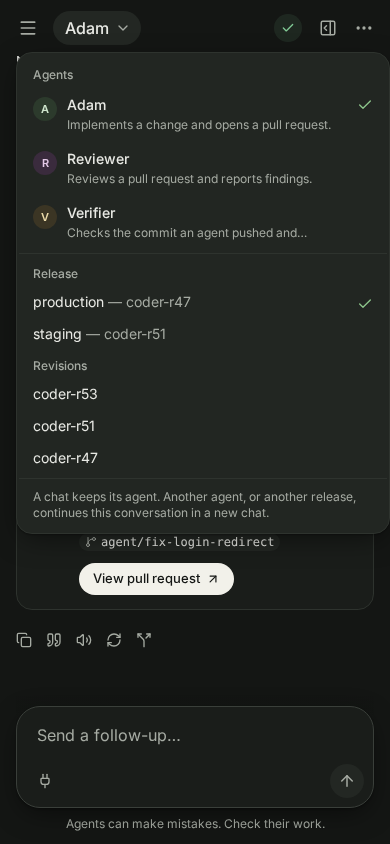 Adam
Agents
A
Adam
Implements a change and opens a pull request.
R
Reviewer
Reviews a pull request and reports findings.
V
Verifier
Checks the commit an agent pushed and...
Release
production — coder-r47
staging — coder-r51
Revisions
coder-r53
coder-r51
coder-r47
A chat keeps its agent. Another agent, or another release,
continues this conversation in a new chat.
agent/fix-login-redirect
View pull request
Send a follow-up...
Agents can make mistakes. Check their work.